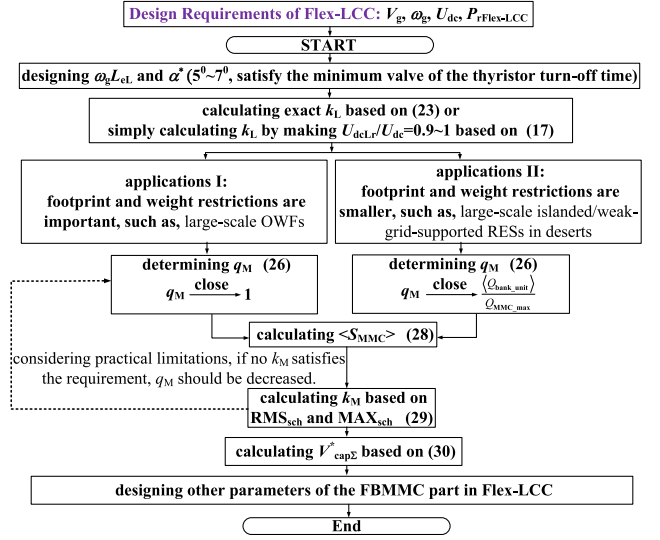 Design Requirements of Flex-LCC: Vg, ωg, Udc, PrFlex-LCC
START
designing ωgLeL and α* (5⁰~7⁰, satisfy the minimum valve of the thyristor turn-off time)
calculating exact kL based on (23) or
simply calculating kL by making UdcLr/Udc=0.9~1 based on (17)
applications I:
footprint and weight restrictions are
important, such as, large-scale OWFs
applications II:
footprint and weight restrictions are
smaller, such as, large-scale islanded/weak-
grid-supported RESs in deserts
determining qM (26)
qM close→ 1
determining qM (26)
qM close→ ⟨Qbank_unit⟩/QMMC_max
calculating <SMMC> (28)
considering practical limitations, if no kM satisfies
the requirement, qM should be decreased.
calculating kM based on
RMSsch and MAXsch (29)
calculating V*capΣ based on (30)
designing other parameters of the FBMMC part in Flex-LCC
End